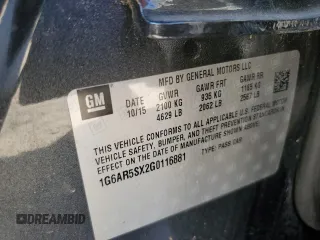 MFD BY GENERAL MOTORS LLC
GM
DATE GVWR GAWR FRT GAWR RR
10/15 2100 KG 935 KG 1165 KG
4629 LB 2062 LB 2567 LB
THIS VEHICLE CONFORMS TO ALL APPLICABLE U.S. FEDERAL MOTOR
VEHICLE SAFETY, BUMPER, AND THEFT PREVENTION STANDARDS
IN EFFECT ON THE DATE OF MANUFACTURE SHOWN ABOVE.
1G6AR5SX2G0116881 TYPE: PASS CAR
DREAMBID